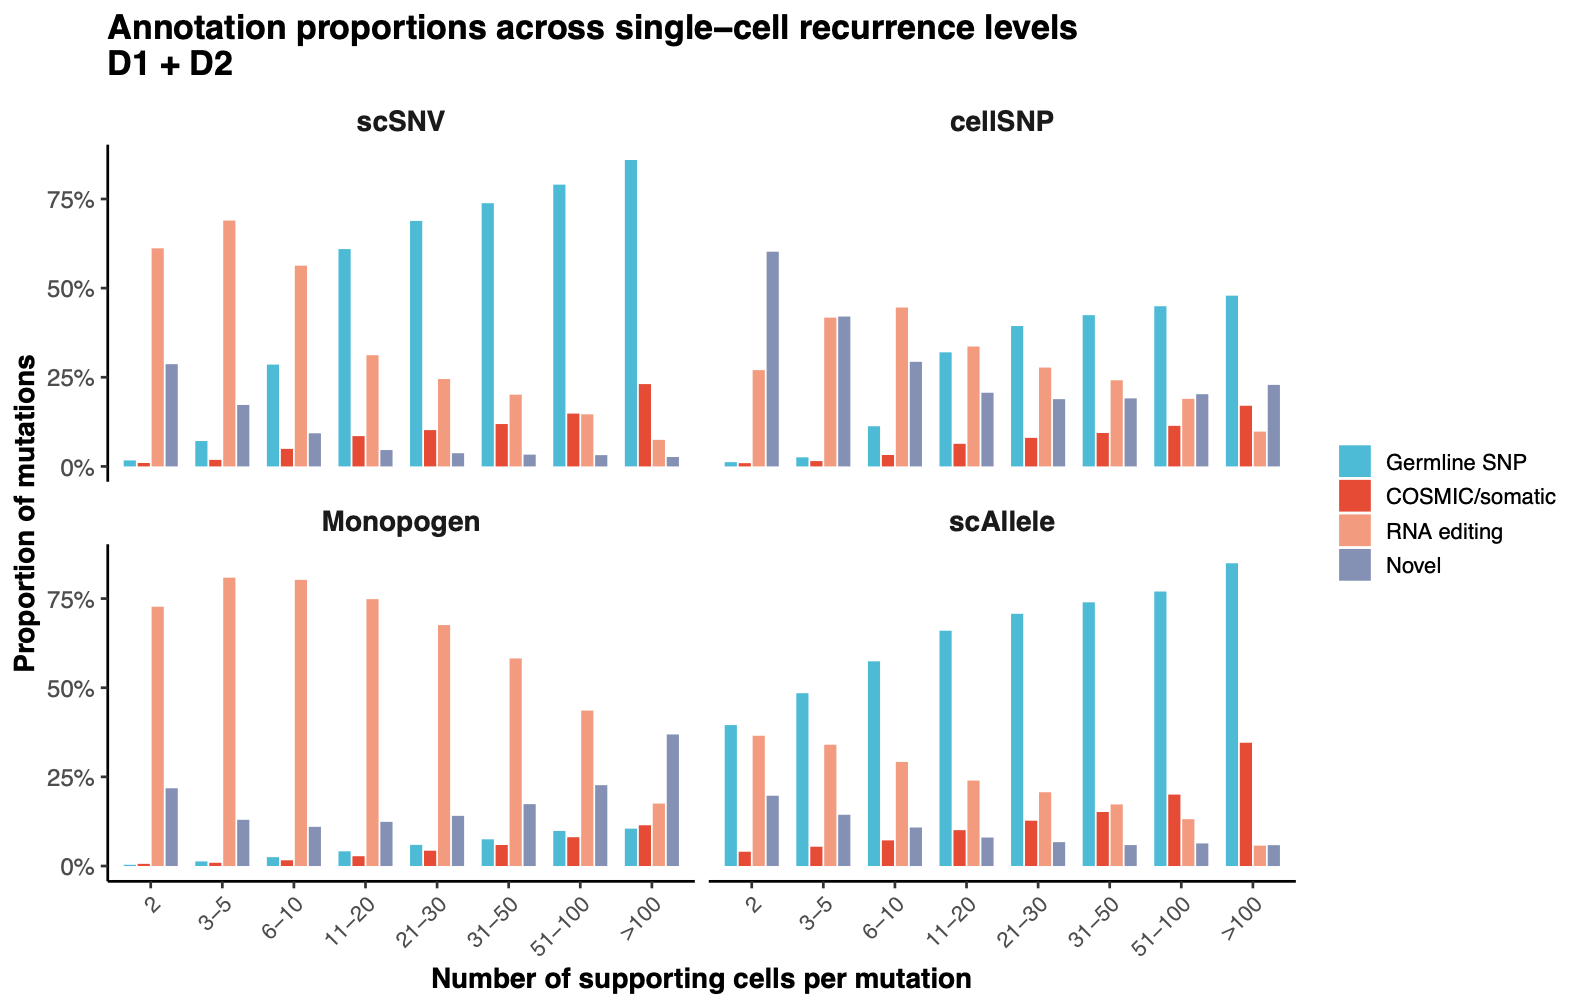 Annotation proportions across single–cell recurrence levels
D1 + D2
scSNV
cellSNP
75%
50%
25%
0%
Monopogen
scAllele
75%
50%
25%
0%
Proportion of mutations
2
3–5
6–10
11–20
21–30
31–50
51–100
>100
2
3–5
6–10
11–20
21–30
31–50
51–100
>100
Number of supporting cells per mutation
Germline SNP
COSMIC/somatic
RNA editing
Novel